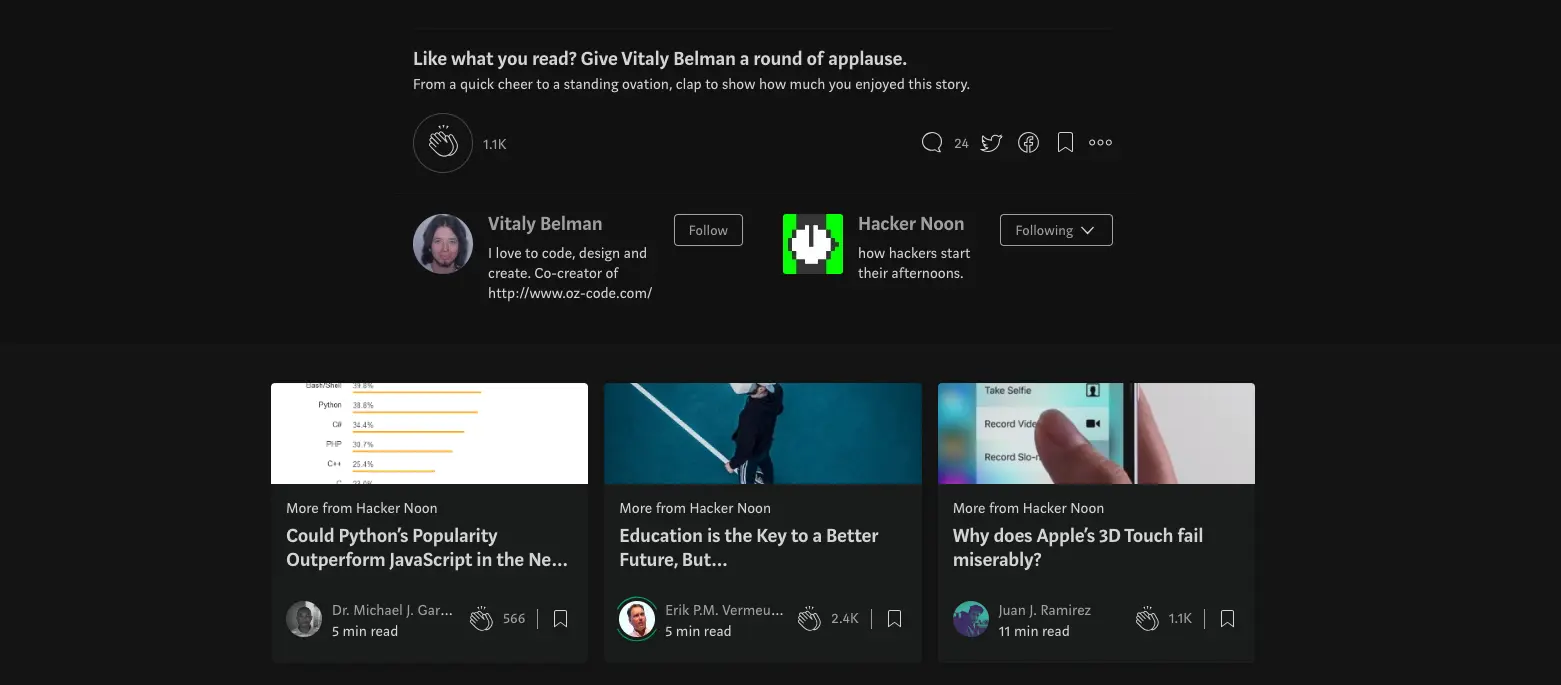 Like what you read? Give Vitaly Belman a round of applause.
From a quick cheer to a standing ovation, clap to show how much you enjoyed this story.
1.1K
24
Vitaly Belman
Follow
I love to code, design and
create. Co-creator of
http://www.oz-code.com/
Hacker Noon
Following
how hackers start
their afternoons.
Bash/Shell 39.8%
Python 38.8%
C# 34.4%
PHP 30.7%
C++ 25.4%
More from Hacker Noon
Could Python’s Popularity
Outperform JavaScript in the Ne...
Dr. Michael J. Gar...
5 min read
566
More from Hacker Noon
Education is the Key to a Better
Future, But...
Erik P.M. Vermeu...
5 min read
2.4K
Take Selfie
Record Vide
Record Slo-
More from Hacker Noon
Why does Apple’s 3D Touch fail
miserably?
Juan J. Ramirez
11 min read
1.1K